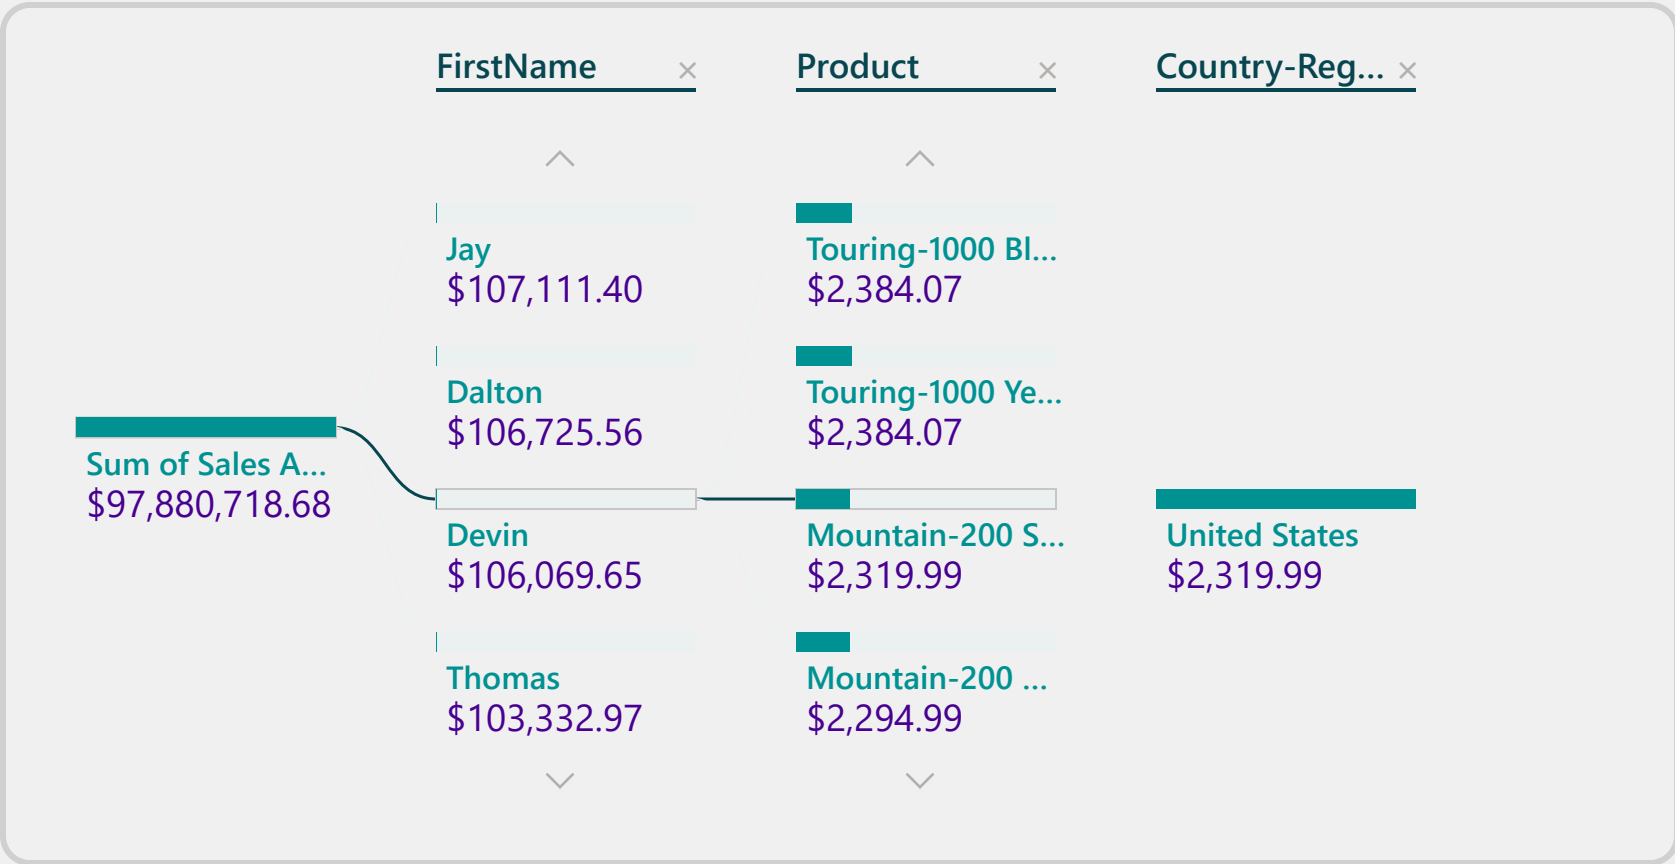 FirstName
Product
Country-Reg...
Jay
$107,111.40
Touring-1000 Bl...
$2,384.07
Dalton
$106,725.56
Touring-1000 Ye...
$2,384.07
Sum of Sales A...
$97,880,718.68
Devin
$106,069.65
Mountain-200 S...
$2,319.99
United States
$2,319.99
Thomas
$103,332.97
Mountain-200 ...
$2,294.99